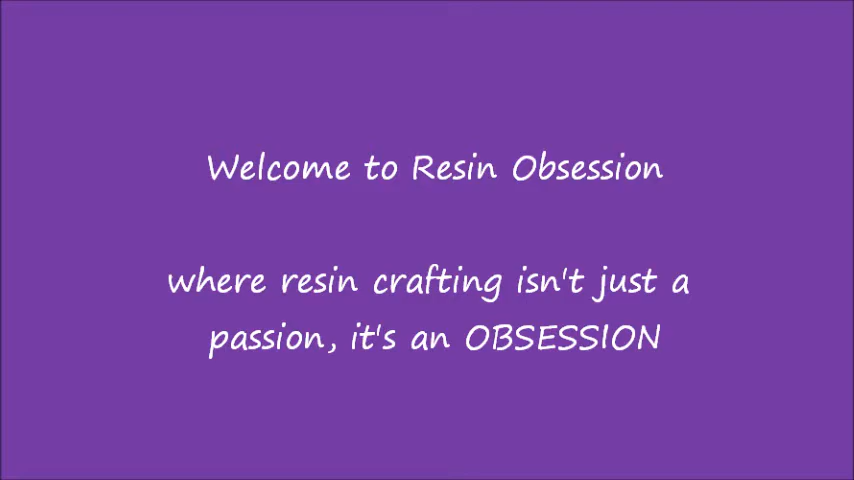 Welcome to Resin Obsession
where resin crafting isn't just a
passion, it's an OBSESSION